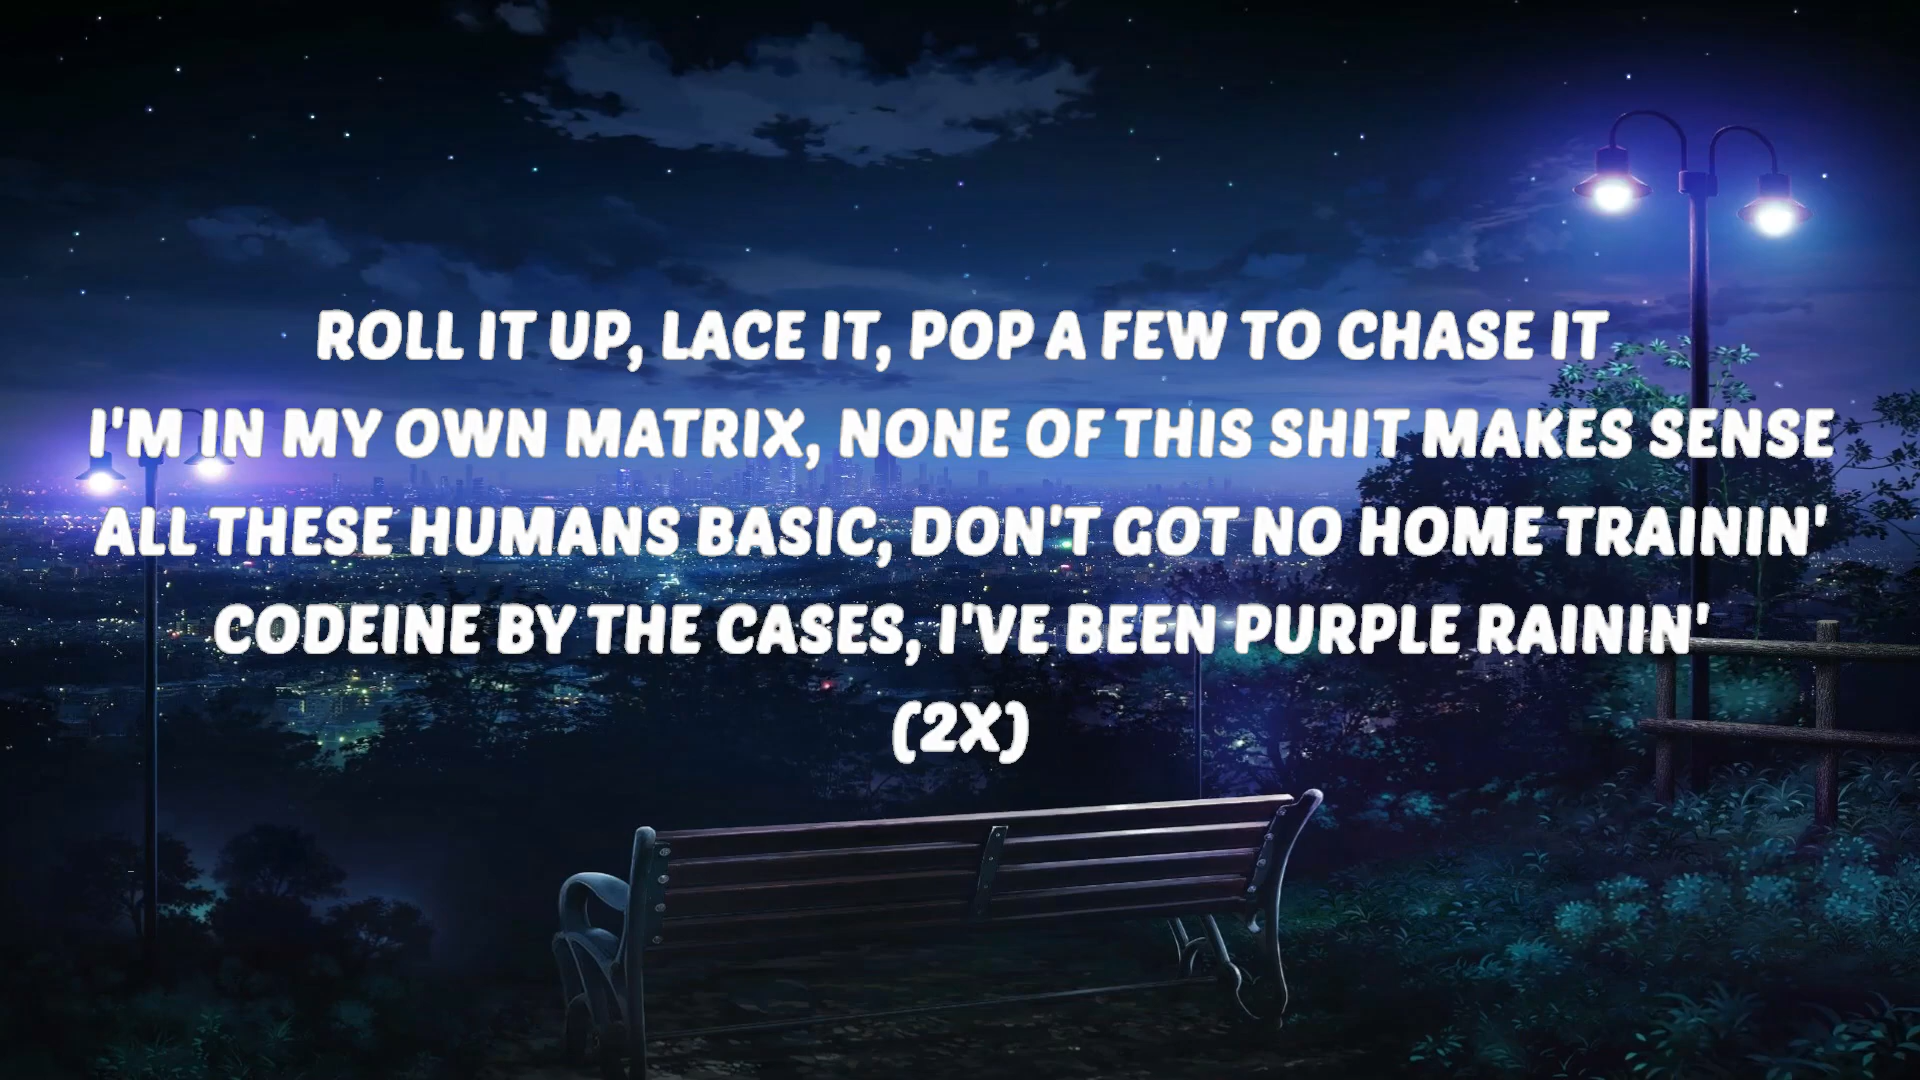 ROLL IT UP, LACE IT, POP A FEW TO CHASE IT
I'M IN MY OWN MATRIX, NONE OF THIS SHIT MAKES SENSE
ALL THESE HUMANS BASIC, DON'T GOT NO HOME TRAININ'
CODEINE BY THE CASES, I'VE BEEN PURPLE RAININ'
(2X)